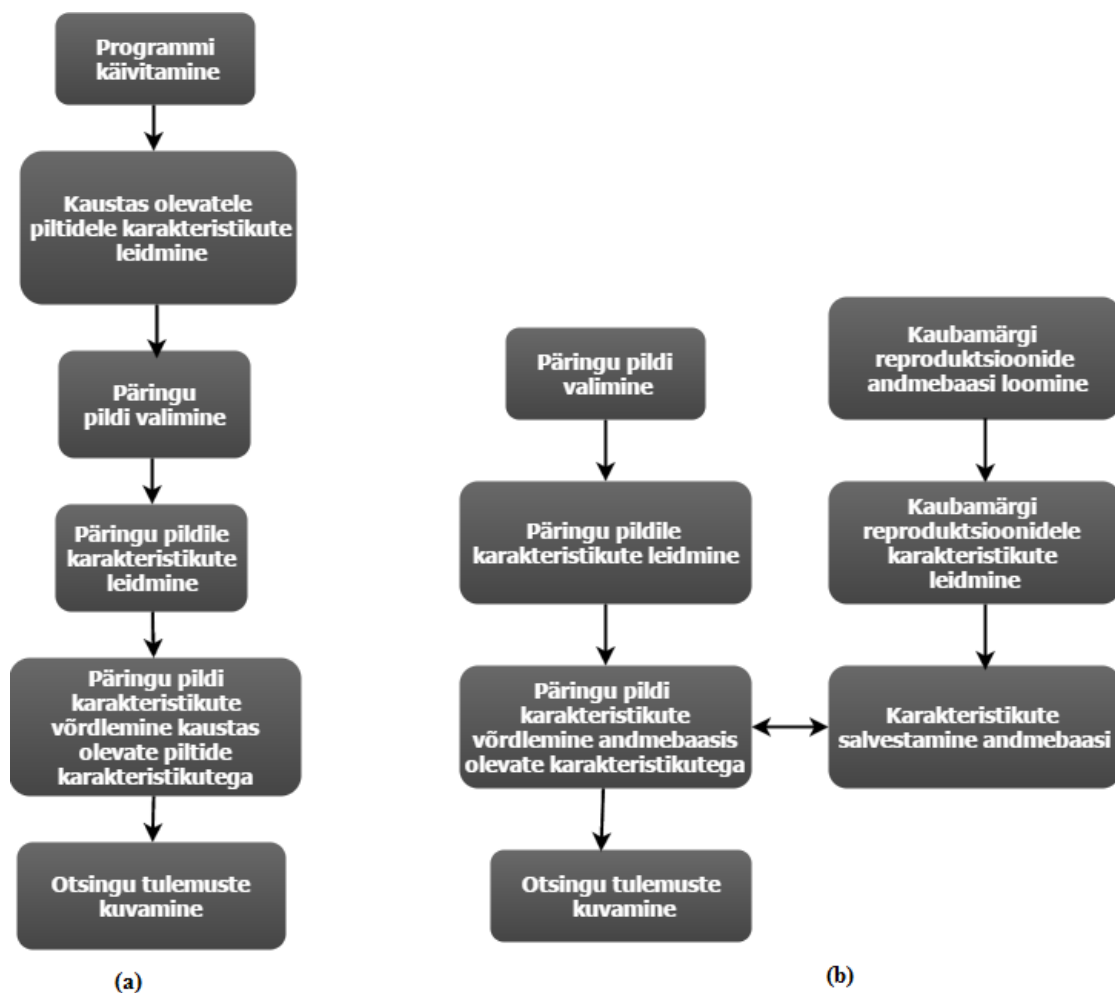 Programmi
käivitamine
Kaustas olevatele
piltidele karakteristikute
leidmine
Päringu
pildi valimine
Päringu pildile
karakteristikute
leidmine
Päringu pildi
karakteristikute
võrdlemine kaustas
olevate piltide
karakteristikutega
Otsingu tulemuste
kuvamine
(a)
Päringu pildi
valimine
Päringu pildile
karakteristikute leidmine
Päringu pildi
karakteristikute
võrdlemine andmebaasis
olevate karakteristikutega
Otsingu tulemuste
kuvamine
Kaubamärgi
reproduktsioonide
andmebaasi loomine
Kaubamärgi
reproduktsioonidele
karakteristikute
leidmine
Karakteristikute
salvestamine andmebaasi
(b)